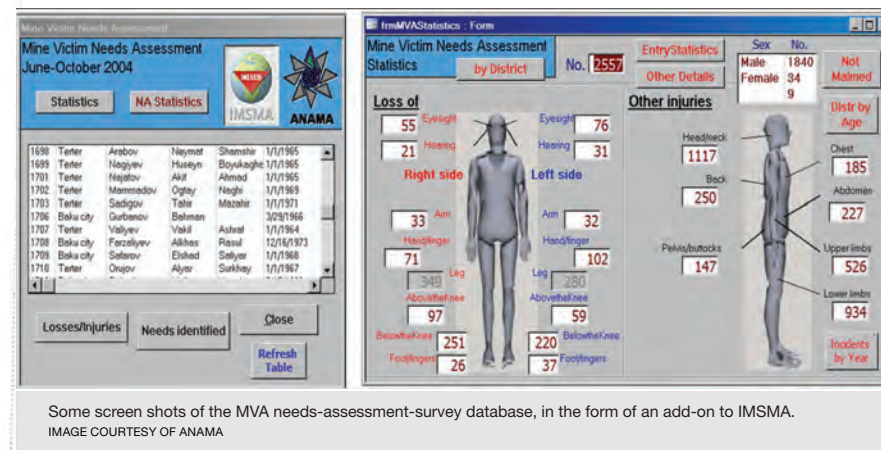 Mine Victim Needs Assessment
Mine Victim Needs Assessment
June-October 2004
Statistics
NA Statistics
MINES
IMSMA
ANAMA
1698 Terter Arabov Neymat Shamshir 1/1/1965
1699 Terter Nagiyev Huseyn Boyukaghe 1/1/1965
1701 Terter Najafov Akif Ahmad 1/1/1965
1702 Terter Mammadov Ogtay Naghi 1/1/1969
1703 Terter Sadigov Tahir Mazahir 1/1/1971
1706 Baku city Gurbanov Bahman 3/29/1966
1707 Terter Valiyev Vakil Ashraf 1/1/1964
1708 Baku city Farzaliyev Alkhas Rasul 12/16/1973
1709 Baku city Safarov Elshad Safiyar 1/1/1968
1710 Terter Orujov Alyar Surkhay 1/1/1967
Losses/Injuries
Needs identified
Close
Refresh
Table
frmMVAStatistics : Form
Mine Victim Needs Assessment
Statistics
by District
No. 2557
EntryStatistics
Other Details
Sex No.
Male 1840
Female 34
9
Not
Maimed
Distr by
Age
Loss of
55 Eyesight
Eyesight 76
21 Hearing
Hearing 31
Right side
Left side
33 Arm
Arm 32
Hand/finger
71
Hand/finger
102
349 Leg
Leg 280
AbovetheKnee
97
AbovetheKnee
59
BelowtheKnee 251
220 BelowtheKnee
Foot/fingers 26
37 Foot/fingers
Other injuries
Head/neck
1117
Back
250
Pelvis/buttocks
147
Chest
185
Abdomen
227
Upper limbs
526
Lower limbs
934
Incidents
by Year
Some screen shots of the MVA needs-assessment-survey database, in the form of an add-on to IMSMA.
IMAGE COURTESY OF ANAMA